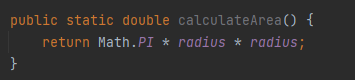 public static double calculateArea() {
    return Math.PI * radius * radius;
}